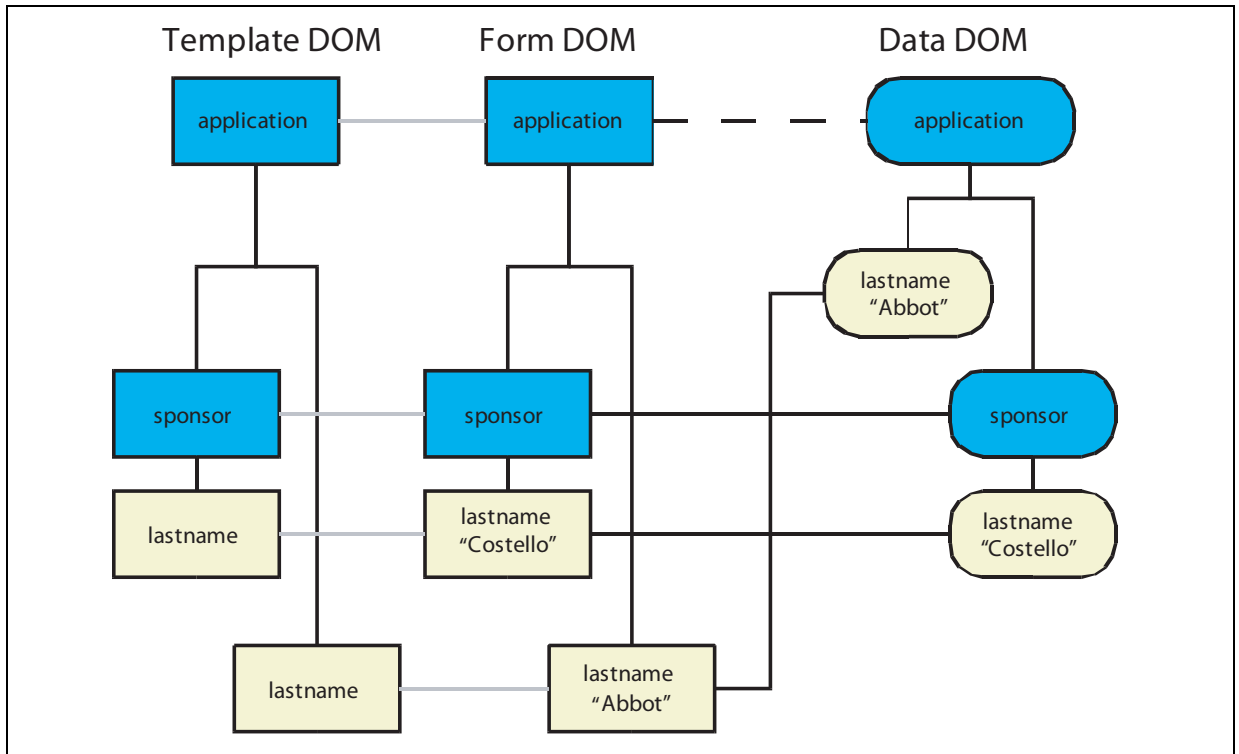 Template DOM
Form DOM
Data DOM
application
application
application
lastname
“Abbot”
sponsor
sponsor
sponsor
lastname
lastname
“Costello”
lastname
“Costello”
lastname
lastname
“Abbot”